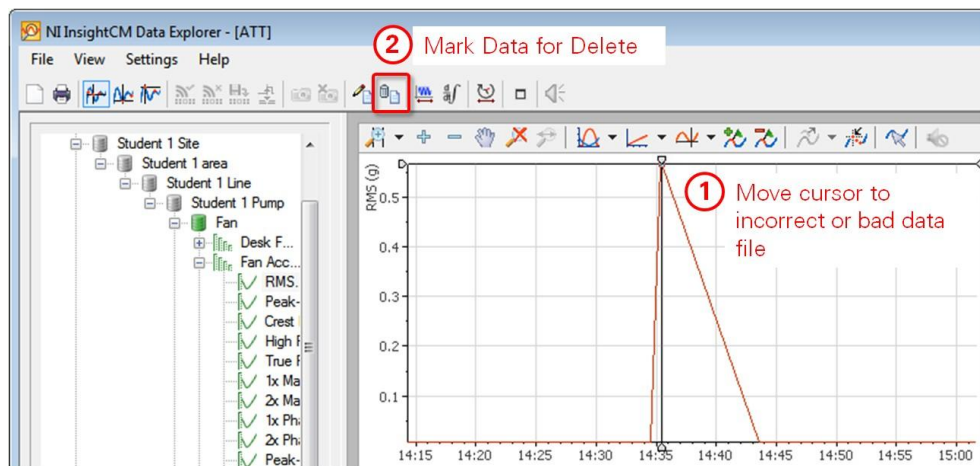 NI InsightCM Data Explorer - [ATT]
2 Mark Data for Delete
File View Settings Help
Student 1 Site
Student 1 area
Student 1 Line
Student 1 Pump
Fan
Desk F...
Fan Acc...
RMS.
Peak-
Crest
High F
True F
1x Ma
2x Ma
1x Pha
2x Pha
Peak-
RMS (g)
0.5
0.4
0.3
0.2
0.1
1 Move cursor to
incorrect or bad data
file
14:15 14:20 14:25 14:30 14:35 14:40 14:45 14:50 14:55 15:00